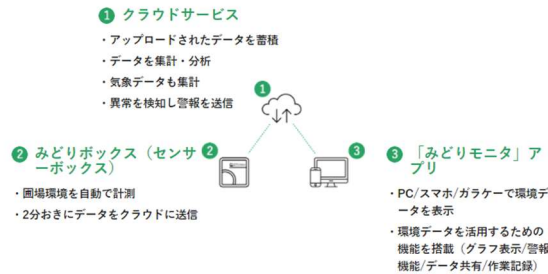 1 クラウドサービス
・アップロードされたデータを蓄積
・データを集計・分析
・気象データも集計
・異常を検知し警報を送信
1
2 みどりボックス（センサ
ーボックス）
・圃場環境を自動で計測
・2分おきにデータをクラウドに送信
2
3
3 「みどりモニタ」ア
プリ
・PC/スマホ/ガラケーで環境デ
ータを表示
・環境データを活用するための
機能を搭載（グラフ表示/警報
機能/データ共有/作業記録）